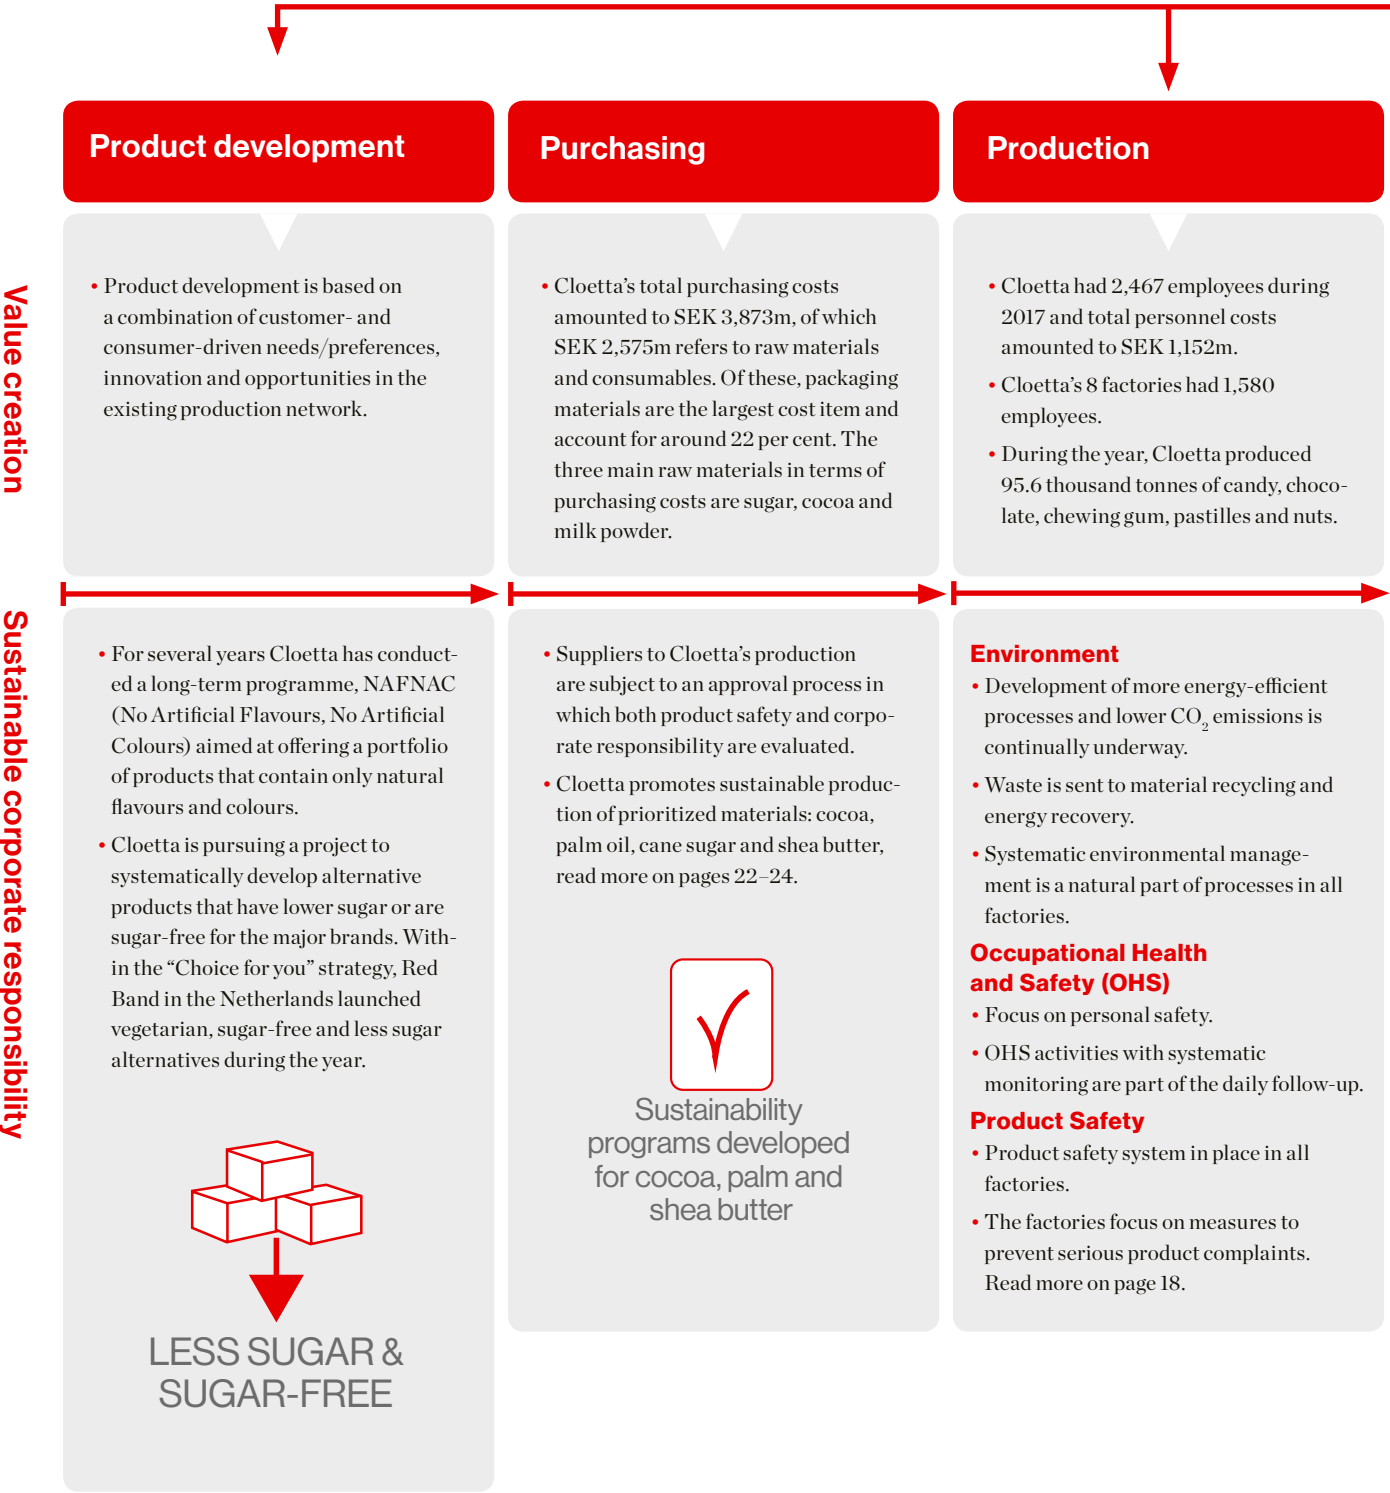 Product development
Purchasing
Production
Value creation
• Product development is based on
a combination of customer- and
consumer-driven needs/preferences,
innovation and opportunities in the
existing production network.
• Cloetta’s total purchasing costs
amounted to SEK 3,873m, of which
SEK 2,575m refers to raw materials
and consumables. Of these, packaging
materials are the largest cost item and
account for around 22 per cent. The
three main raw materials in terms of
purchasing costs are sugar, cocoa and
milk powder.
• Cloetta had 2,467 employees during
2017 and total personnel costs
amounted to SEK 1,152m.
• Cloetta’s 8 factories had 1,580
employees.
• During the year, Cloetta produced
95.6 thousand tonnes of candy, choco-
late, chewing gum, pastilles and nuts.
Sustainable corporate responsibility
• For several years Cloetta has conduct-
ed a long-term programme, NAFNAC
(No Artificial Flavours, No Artificial
Colours) aimed at offering a portfolio
of products that contain only natural
flavours and colours.
• Cloetta is pursuing a project to
systematically develop alternative
products that have lower sugar or are
sugar-free for the major brands. With-
in the “Choice for you” strategy, Red
Band in the Netherlands launched
vegetarian, sugar-free and less sugar
alternatives during the year.
LESS SUGAR &
SUGAR-FREE
• Suppliers to Cloetta’s production
are subject to an approval process in
which both product safety and corpo-
rate responsibility are evaluated.
• Cloetta promotes sustainable produc-
tion of prioritized materials: cocoa,
palm oil, cane sugar and shea butter,
read more on pages 22–24.
Sustainability
programs developed
for cocoa, palm and
shea butter
Environment
• Development of more energy-efficient
processes and lower CO₂ emissions is
continually underway.
• Waste is sent to material recycling and
energy recovery.
• Systematic environmental manage-
ment is a natural part of processes in all
factories.
Occupational Health
and Safety (OHS)
• Focus on personal safety.
• OHS activities with systematic
monitoring are part of the daily follow-up.
Product Safety
• Product safety system in place in all
factories.
• The factories focus on measures to
prevent serious product complaints.
Read more on page 18.